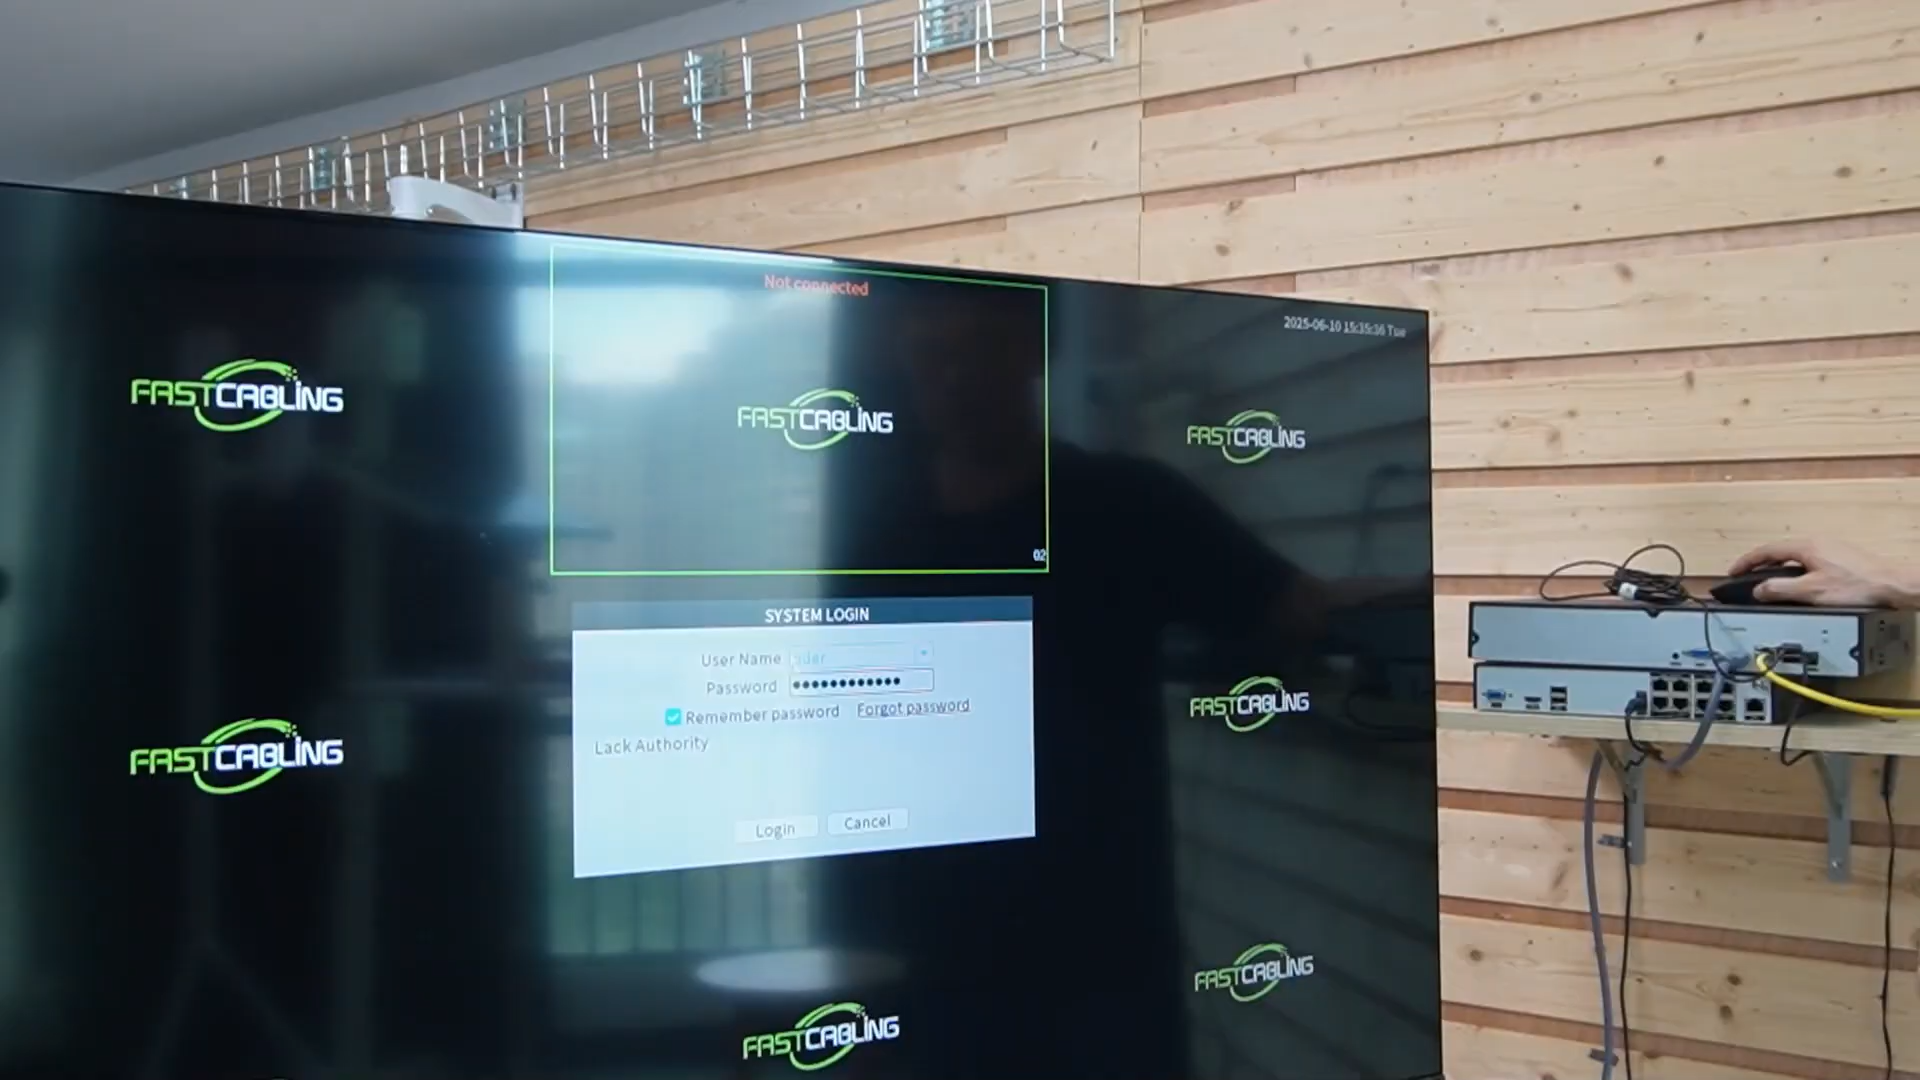 Not connected
2025-06-10 15:35:36 Tue
FASTCABLING
FASTCABLING
FASTCABLING
02
SYSTEM LOGIN
User Name
Password ••••••••••••
Remember password Forgot password
Lack Authority
Login Cancel
FASTCABLING
FASTCABLING
FASTCABLING
FASTCABLING